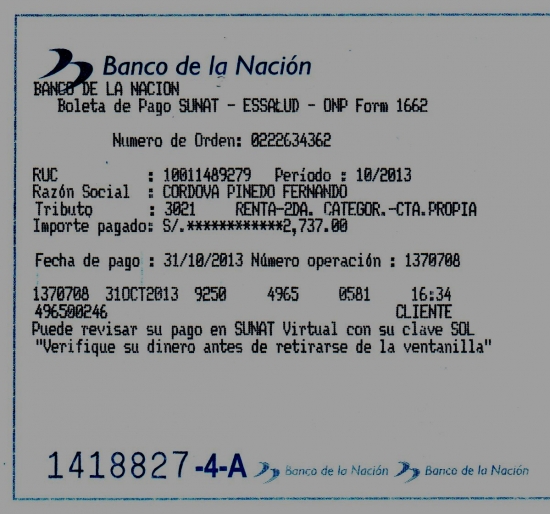 Banco de la Nación
BANCO DE LA NACION
Boleta de Pago SUNAT - ESSALUD - ONP Form 1662
Numero de Orden: 0222634362
RUC : 10011489279 Período : 10/2013
Razón Social : CORDOVA PINEDO FERNANDO
Tributo : 3021 RENTA-2DA. CATEGOR.-CTA.PROPIA
Importe pagado: S/.************2,737.00
Fecha de pago : 31/10/2013 Número operación : 1370708
1370708 31OCT2013 9250 4965 0581 16:34
496500246 CLIENTE
Puede revisar su pago en SUNAT Virtual con su clave SOL
"Verifique su dinero antes de retirarse de la ventanilla"
1418827-4-A Banco de la Nación Banco de la Nación